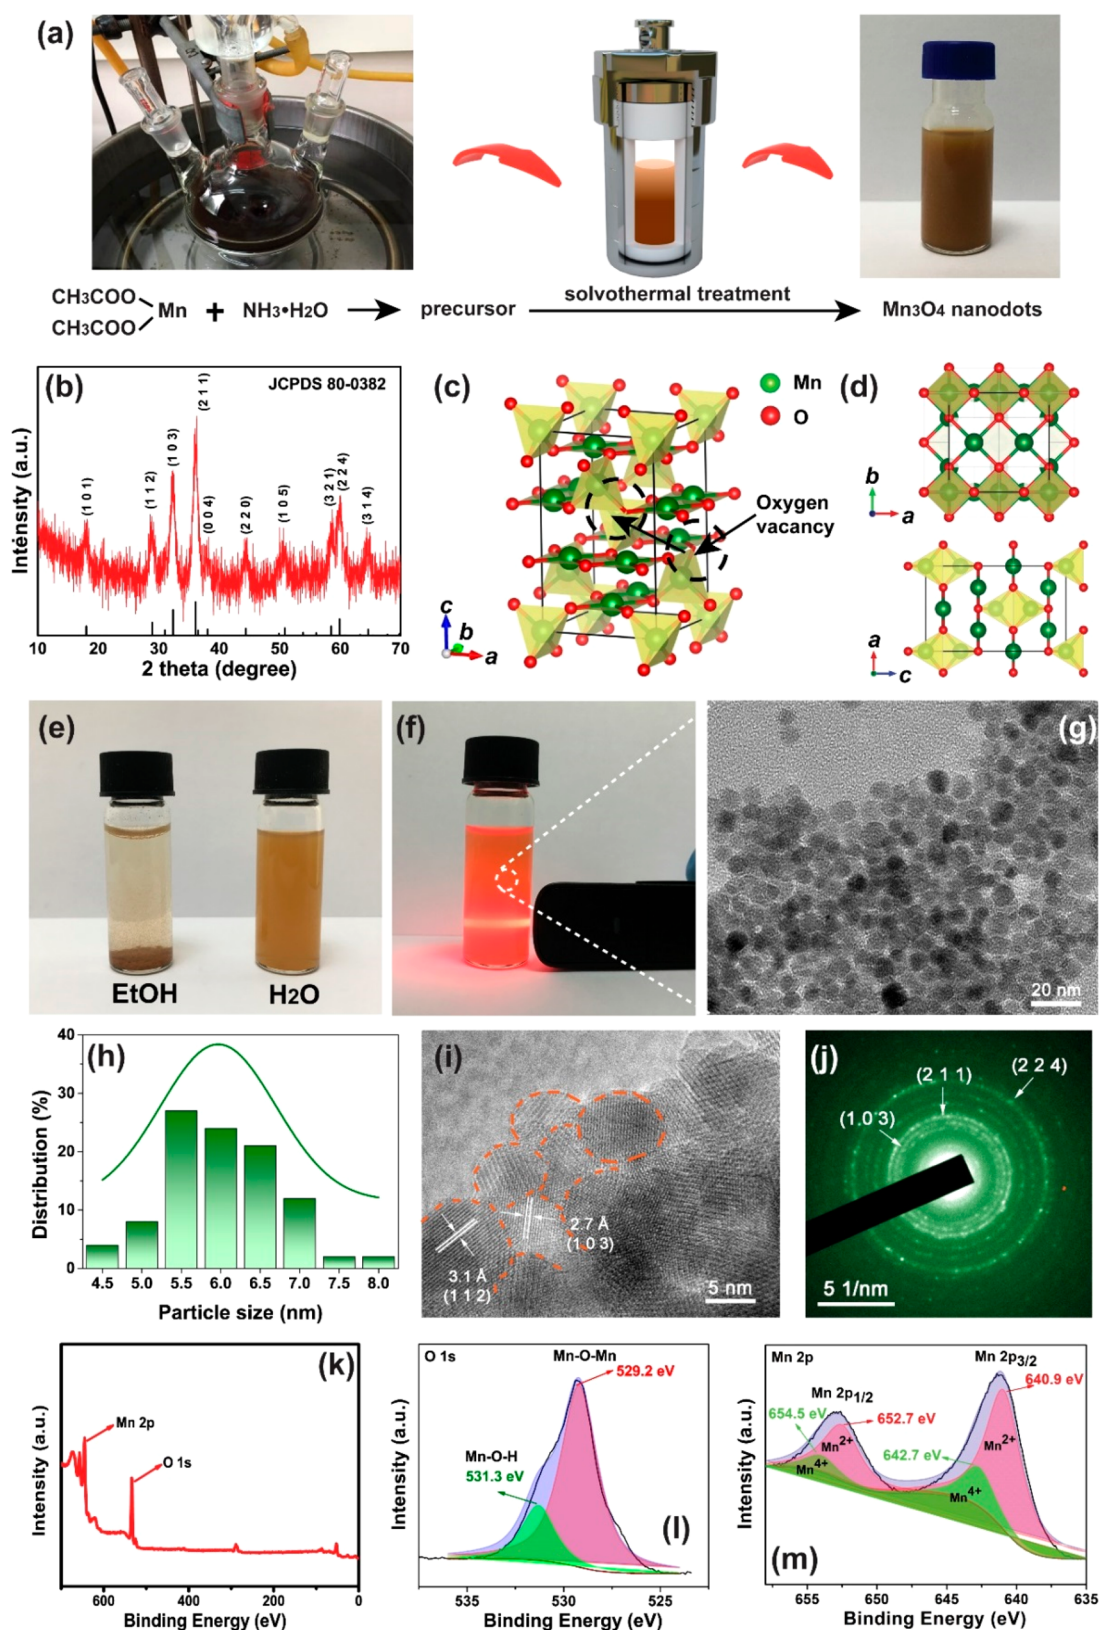 (a)
CH3COO
CH3COO
Mn + NH3•H2O
precursor
solvothermal treatment
Mn3O4 nanodots
(b)
JCPDS 80-0382
(1 0 1)
(1 1 2)
(1 0 3)
(2 1 1)
(0 0 4)
(2 2 0)
(1 0 5)
(3 2 1)
(2 2 4)
(3 1 4)
Intensity (a.u.)
10 20 30 40 50 60 70
2 theta (degree)
(c)
Mn
O
Oxygen
vacancy
c
b
a
(d)
b
a
a
c
(e)
EtOH
H2O
(f)
(g)
20 nm
(h)
Distribution (%)
40
30
20
10
0
4.5 5.0 5.5 6.0 6.5 7.0 7.5 8.0
Particle size (nm)
(i)
2.7 Å
(1 0 3)
3.1 Å
(1 1 2)
5 nm
(j)
(2 2 4)
(2 1 1)
(1 0 3)
5 1/nm
(k)
Mn 2p
O 1s
Intensity (a.u.)
600 400 200 0
Binding Energy (eV)
O 1s
Mn-O-Mn
529.2 eV
Mn-O-H
531.3 eV
(l)
Intensity (a.u.)
535 530 525
Binding Energy (eV)
Mn 2p
Mn 2p3/2
640.9 eV
Mn 2p1/2
654.5 eV
652.7 eV
642.7 eV
Mn2+
Mn4+
Mn2+
Mn4+
(m)
Intensity (a.u.)
655 650 645 640 635
Binding Energy (eV)